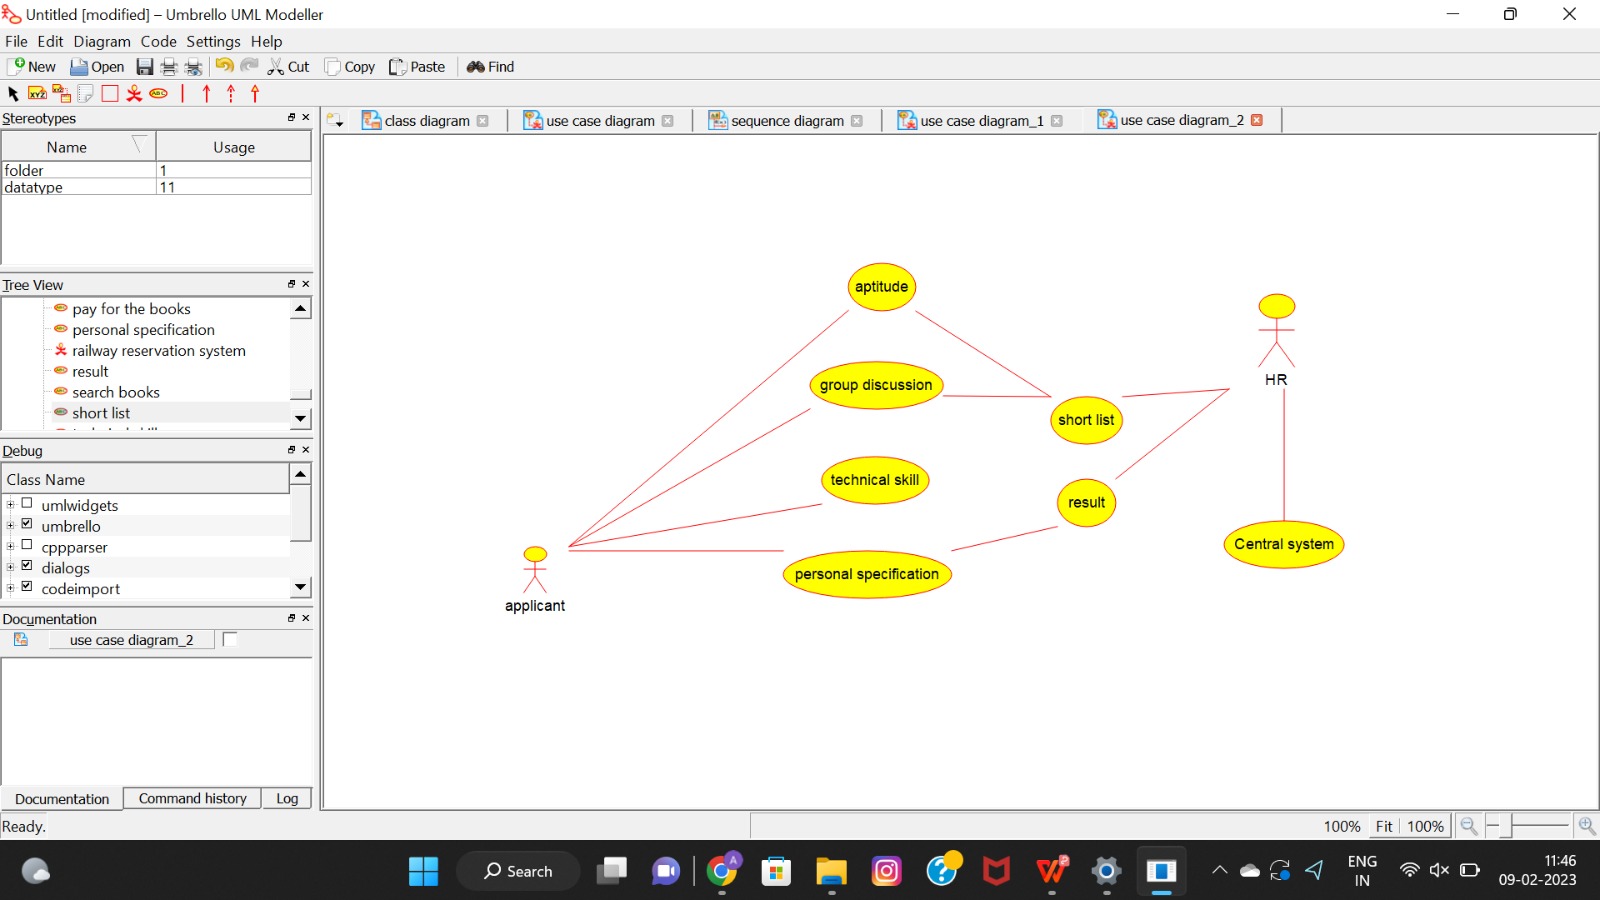 Untitled [modified] – Umbrello UML Modeller
File Edit Diagram Code Settings Help
New Open Cut Copy Paste Find
XYZ ABC
Stereotypes
Name Usage
folder 1
datatype 11
Tree View
pay for the books
personal specification
railway reservation system
result
search books
short list
Debug
Class Name
umlwidgets
umbrello
cppparser
dialogs
codeimport
Documentation
use case diagram_2
Documentation Command history Log
Ready.
class diagram use case diagram sequence diagram use case diagram_1 use case diagram_2
aptitude
group discussion
HR
short list
technical skill
result
Central system
personal specification
applicant
100% Fit 100%
Search
A
ENG
IN
11:46
09-02-2023